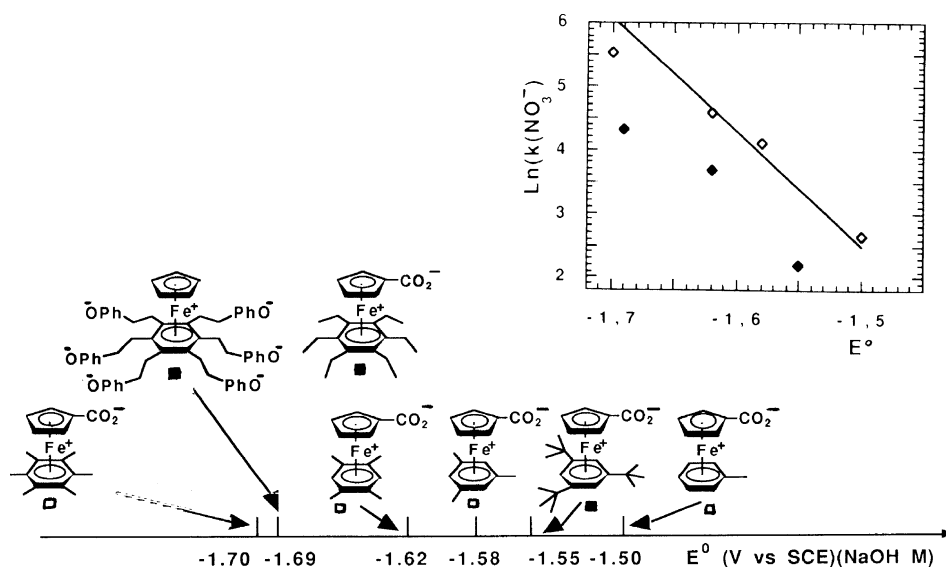 6
5
4
3
2
Ln(k(NO3−)
-1,7
-1,6
-1,5
E°
Fe+
−OPh
PhO−
−OPh
PhO−
−OPh
PhO−
CO2−
Fe+
CO2−
Fe+
CO2−
Fe+
CO2−
Fe+
CO2−
Fe+
CO2−
Fe+
-1.70
-1.69
-1.62
-1.58
-1.55
-1.50
E0 (V vs SCE)(NaOH M)